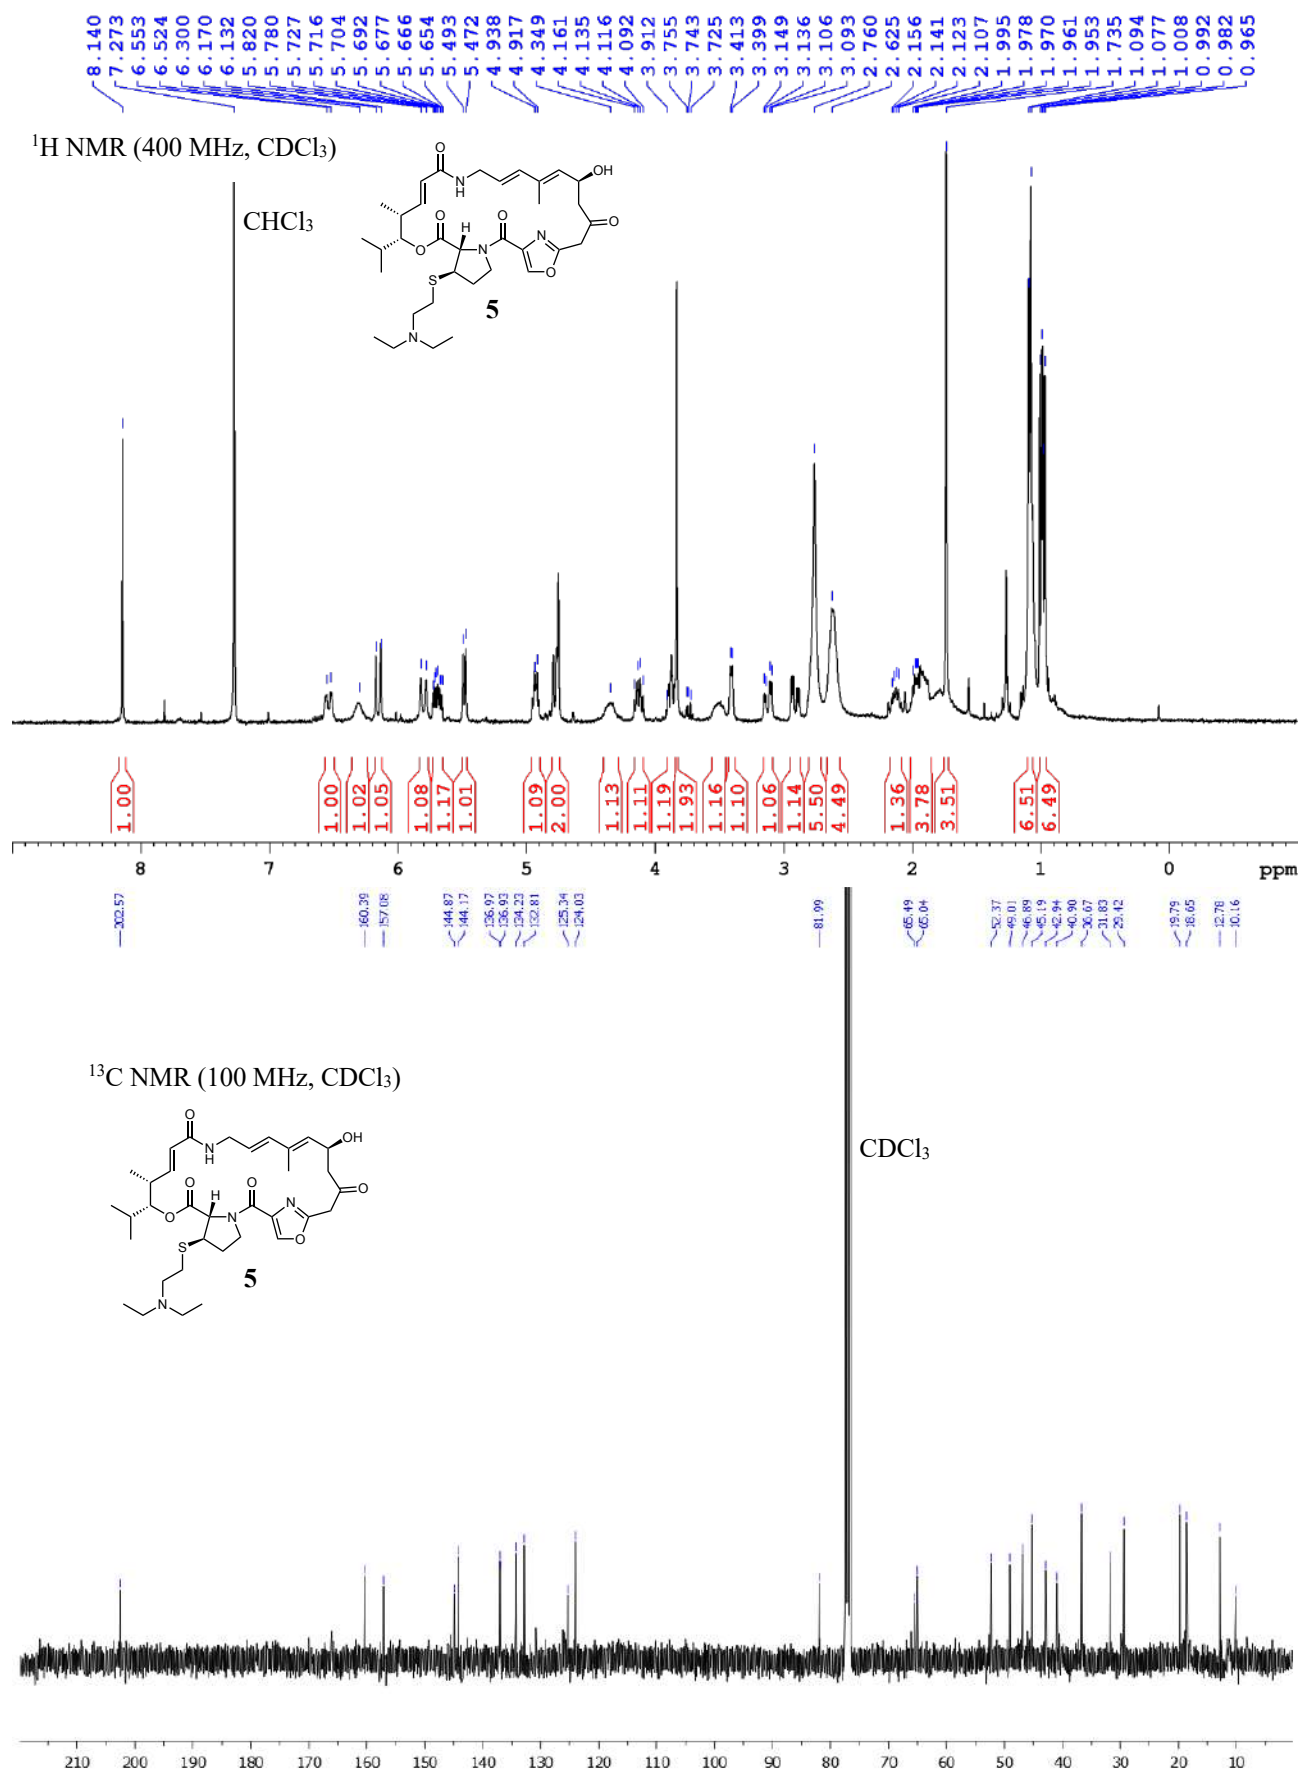 8.140 7.273 6.553 6.524 6.300 6.170 6.132 5.820 5.780 5.727 5.716 5.704 5.692 5.677 5.666 5.654 5.493 5.472 4.938 4.917 4.349 4.161 4.135 4.116 4.092 3.912 3.755 3.743 3.725 3.413 3.399 3.149 3.136 3.106 3.093 2.760 2.625 2.156 2.141 2.123 2.107 1.995 1.978 1.970 1.961 1.953 1.735 1.094 1.077 1.008 0.992 0.982 0.965
¹H NMR (400 MHz, CDCl₃)
CHCl₃
O
N
H
OH
O
O
H
N
O
N
O
O
S
N
5
1.00 1.00 1.02 1.05 1.08 1.17 1.01 1.09 2.00 1.13 1.11 1.19 1.93 1.16 1.10 1.06 1.14 5.50 4.49 1.36 3.78 3.51 6.51 6.49
8 7 6 5 4 3 2 1 0 ppm
202.57 160.39 157.08 144.87 144.17 136.97 136.93 134.23 132.81 125.34 124.03 81.99 65.49 65.04 52.37 49.01 46.89 45.19 42.94 40.90 36.67 31.83 29.42 19.79 18.65 12.78 10.16
¹³C NMR (100 MHz, CDCl₃)
CDCl₃
O
N
H
OH
O
O
H
N
O
N
O
O
S
N
5
210 200 190 180 170 160 150 140 130 120 110 100 90 80 70 60 50 40 30 20 10